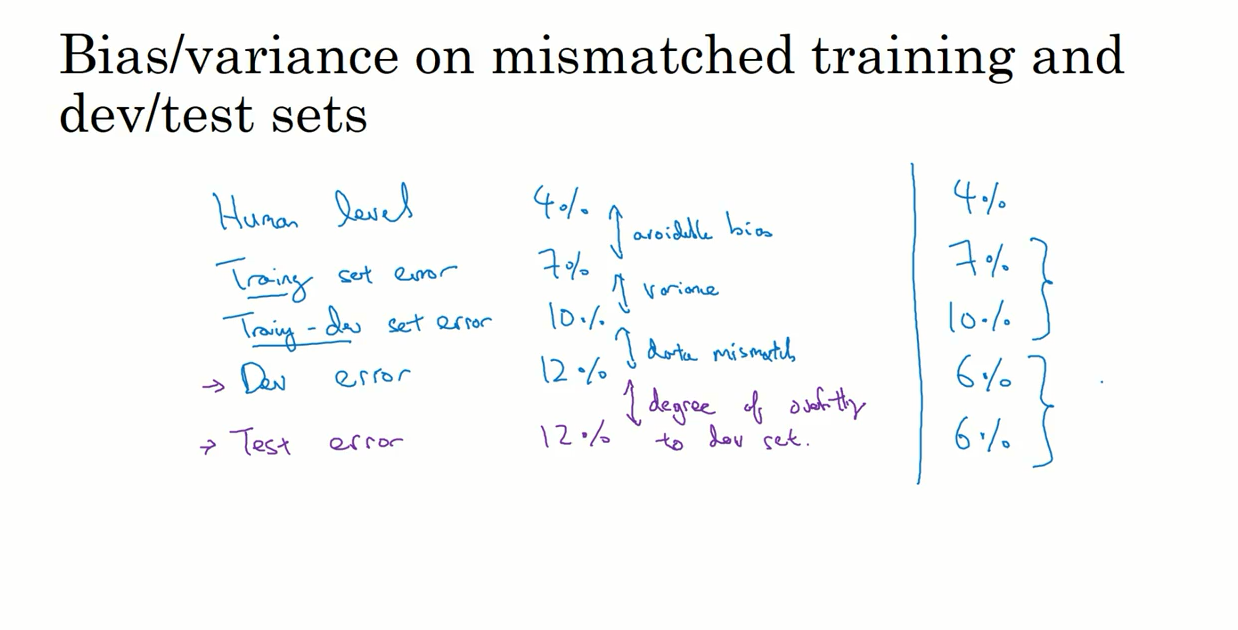 Bias/variance on mismatched training and
dev/test sets
Human level 4% 4%
avoidable bias
Training set error 7% 7%
variance
Training-dev set error 10% 10%
data mismatch
→ Dev error 12% 6%
degree of overfitting
→ Test error 12% to dev set. 6%